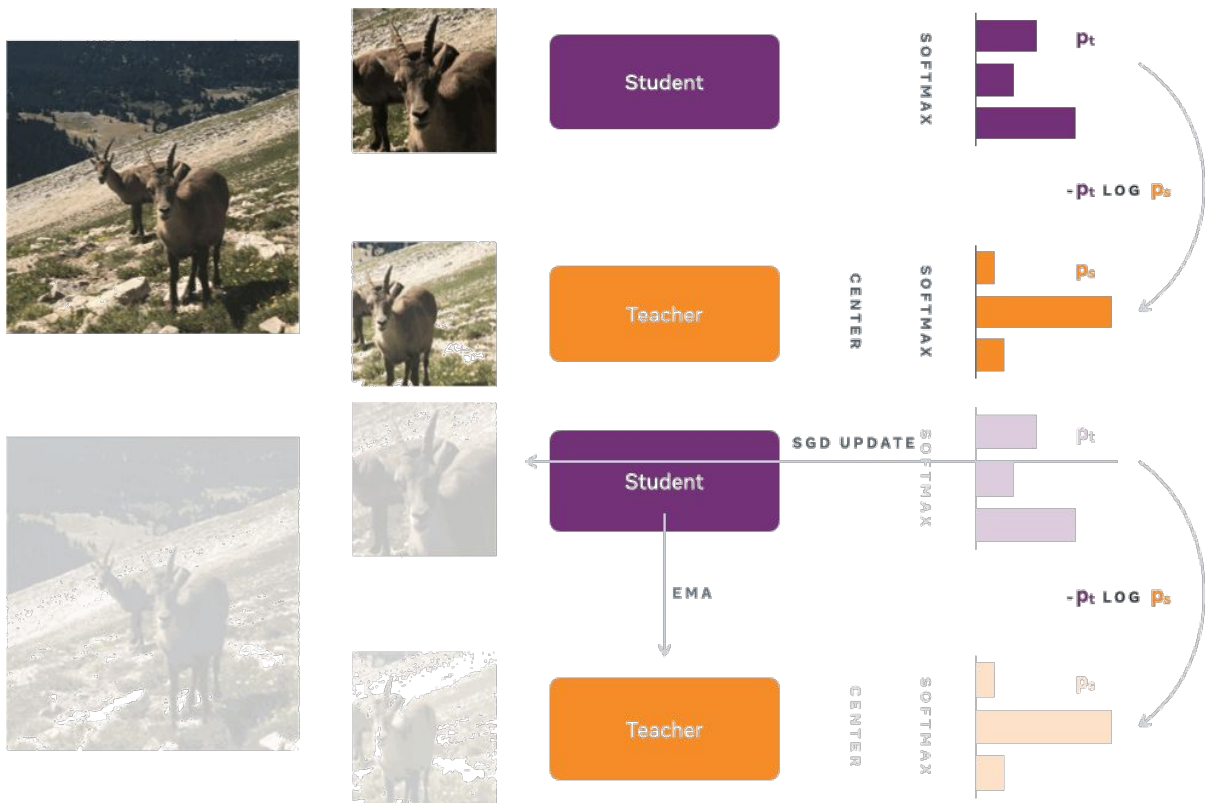 Student
SOFTMAX
pt
-pt LOG ps
Teacher
CENTER
SOFTMAX
ps
Student
SGD UPDATE
SOFTMAX
pt
EMA
-pt LOG ps
Teacher
CENTER
SOFTMAX
ps